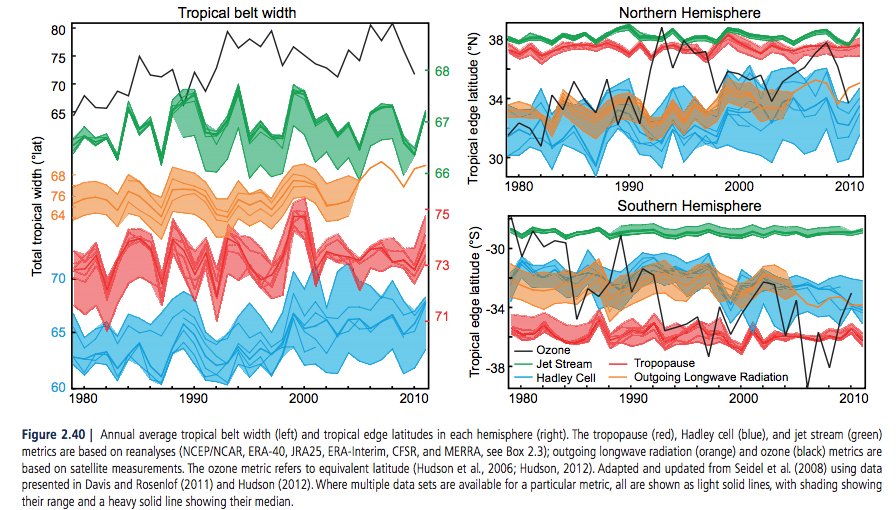 Tropical belt width
Total tropical width (°lat)
80
75
70
65
68
76
64
70
65
60
68
67
66
75
73
71
1980
1990
2000
2010
Northern Hemisphere
Tropical edge latitude (°N)
38
34
30
1980
1990
2000
2010
Southern Hemisphere
Tropical edge latitude (°S)
-30
-34
-38
Ozone
Jet Stream
Hadley Cell
Tropopause
Outgoing Longwave Radiation
1980
1990
2000
2010
Figure 2.40 | Annual average tropical belt width (left) and tropical edge latitudes in each hemisphere (right). The tropopause (red), Hadley cell (blue), and jet stream (green)
metrics are based on reanalyses (NCEP/NCAR, ERA-40, JRA25, ERA-Interim, CFSR, and MERRA, see Box 2.3); outgoing longwave radiation (orange) and ozone (black) metrics are
based on satellite measurements. The ozone metric refers to equivalent latitude (Hudson et al., 2006; Hudson, 2012). Adapted and updated from Seidel et al. (2008) using data
presented in Davis and Rosenlof (2011) and Hudson (2012). Where multiple data sets are available for a particular metric, all are shown as light solid lines, with shading showing
their range and a heavy solid line showing their median.